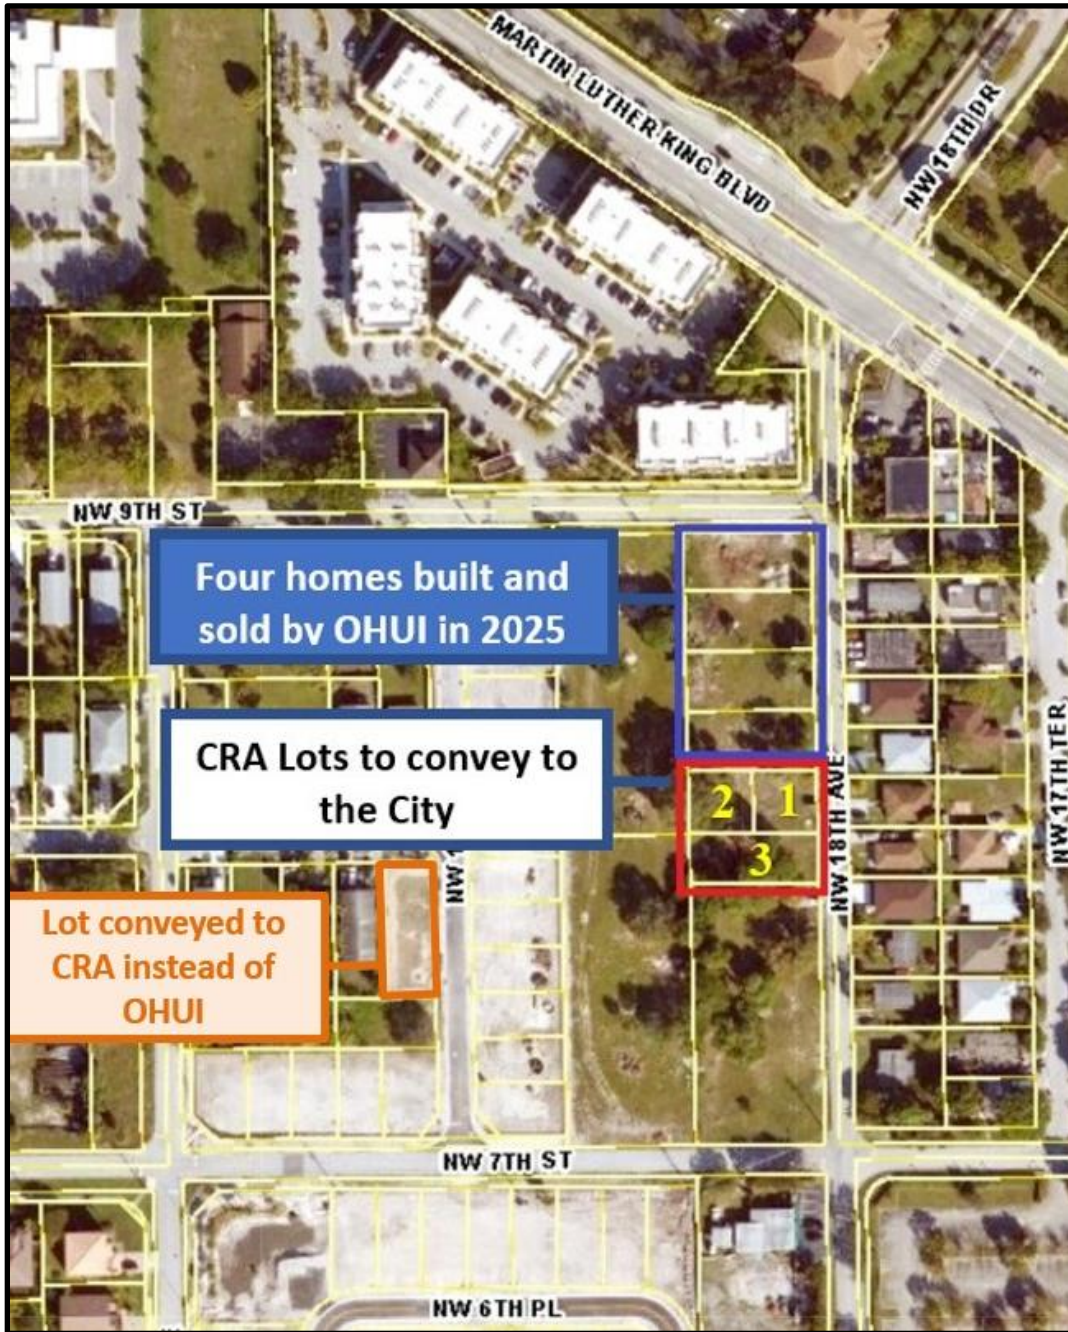 MARTIN LUTHER KING BLVD
NW 18TH DR
NW 9TH ST
Four homes built and
sold by OHUI in 2025
CRA Lots to convey to
the City
2
1
3
NW 18TH AVE
NW 17TH TER
NW 1
Lot conveyed to
CRA instead of
OHUI
NW 7TH ST
NW 6TH PL